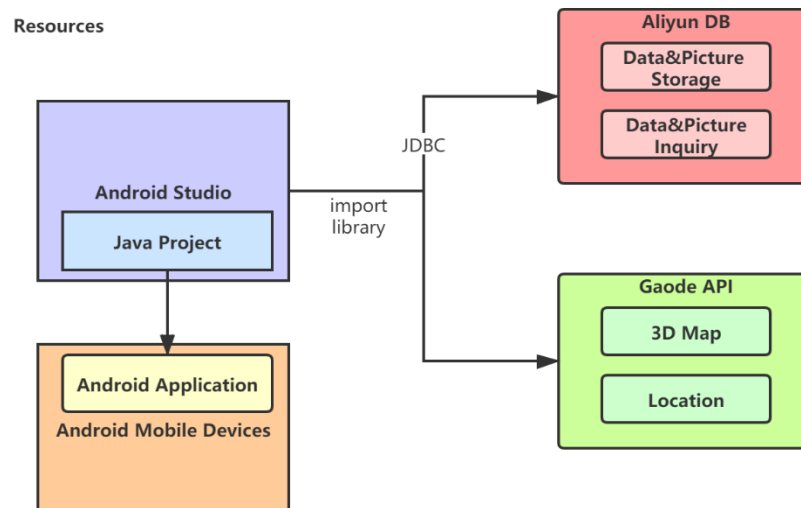 Resources
Android Studio
Java Project
Android Application
Android Mobile Devices
import
library
JDBC
Aliyun DB
Data&Picture
Storage
Data&Picture
Inquiry
Gaode API
3D Map
Location